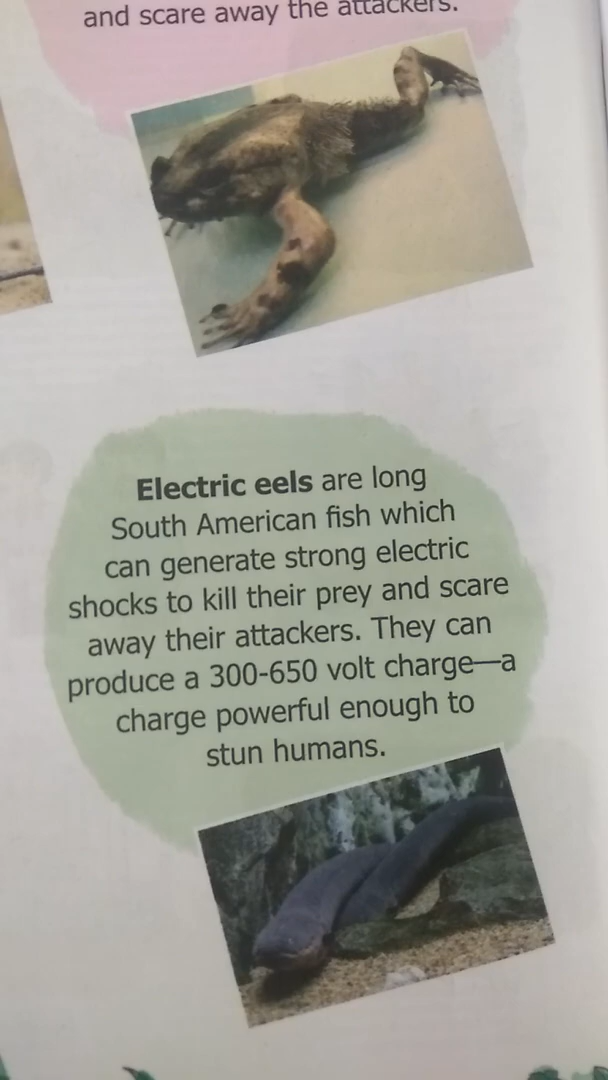 and scare away the attackers.
Electric eels are long
South American fish which
can generate strong electric
shocks to kill their prey and scare
away their attackers. They can
produce a 300-650 volt charge—a
charge powerful enough to
stun humans.